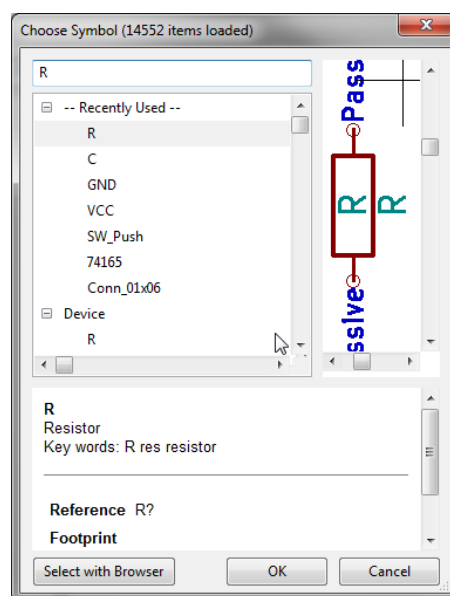 Choose Symbol (14552 items loaded)
R
-- Recently Used --
R
C
GND
VCC
SW_Push
74165
Conn_01x06
Device
R
Pass
R
R
ssive
R
Resistor
Key words: R res resistor
Reference R?
Footprint
Select with Browser
OK
Cancel